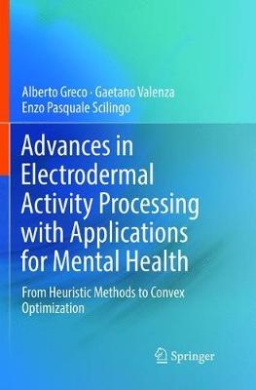 Alberto Greco · Gaetano Valenza
Enzo Pasquale Scilingo
Advances in
Electrodermal
Activity Processing
with Applications
for Mental Health
From Heuristic Methods to Convex
Optimization
Springer